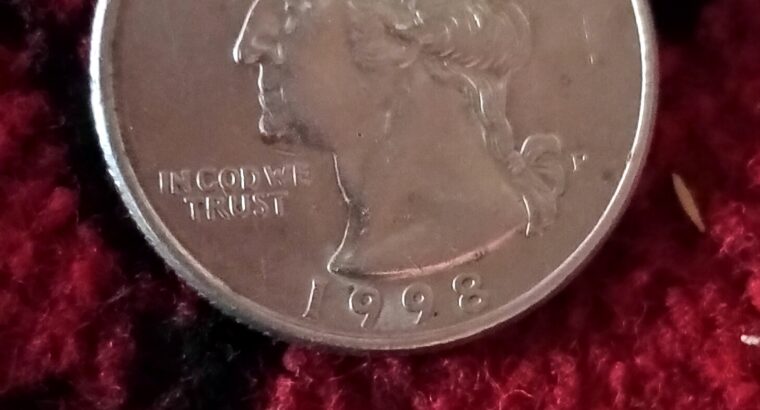 IN GOD WE
TRUST
P
1998